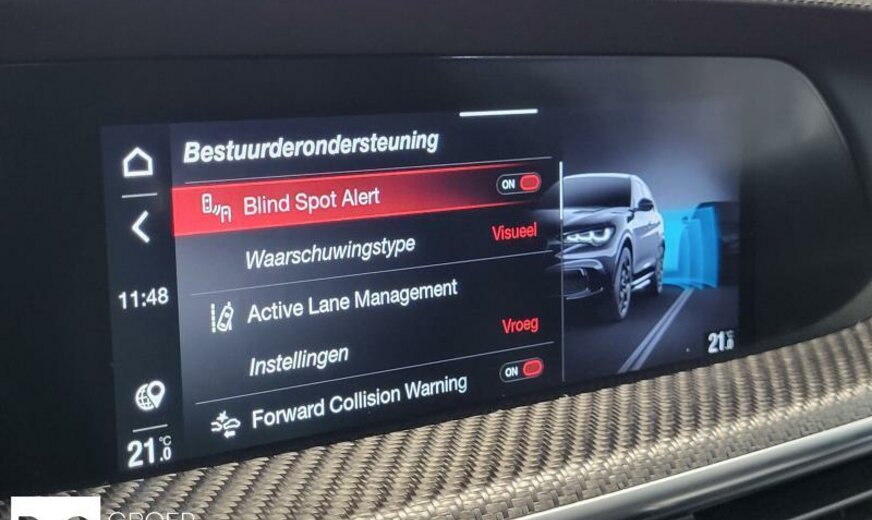 Bestuurderondersteuning
Blind Spot Alert
ON
Waarschuwingstype
Visueel
11:48
Active Lane Management
Instellingen
Vroeg
Forward Collision Warning
ON
21.0 °C
GROEP